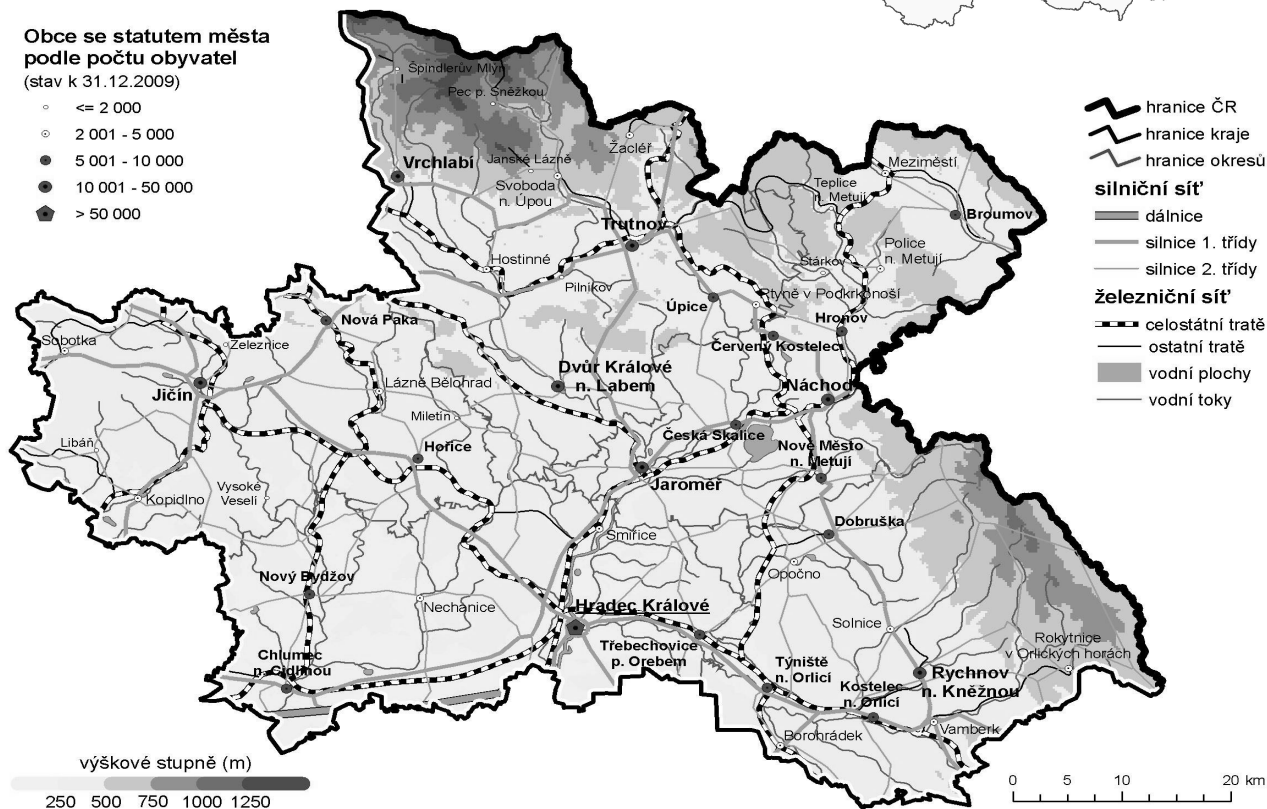 Obce se statutem města
podle počtu obyvatel
(stav k 31.12.2009)
<= 2 000
2 001 - 5 000
5 001 - 10 000
10 001 - 50 000
> 50 000
hranice ČR
hranice kraje
hranice okresů
silniční síť
dálnice
silnice 1. třídy
silnice 2. třídy
železniční síť
celostátní tratě
ostatní tratě
vodní plochy
vodní toky
Špindlerův Mlýn
Pec p. Sněžkou
Vrchlabí
Janské Lázně
Svoboda
n. Úpou
Žacléř
Trutnov
Meziměstí
Teplice
n. Metují
Broumov
Police
n. Metují
Stárkov
Hostinné
Pilníkov
Úpice
Rtyně v Podkrkonoší
Hronov
Červený Kostelec
Nová Paka
Sobotka
Železnice
Jičín
Lázně Bělohrad
Dvůr Králové
n. Labem
Náchod
Miletín
Libáň
Hořice
Česká Skalice
Nové Město
n. Metují
Jaroměř
Kopidlno
Vysoké
Veselí
Smiřice
Dobruška
Opočno
Nový Bydžov
Nechanice
Hradec Králové
Solnice
Třebechovice
p. Orebem
Rokytnice
v Orlických horách
Chlumec
n. Cidlinou
Týniště
n. Orlicí
Kostelec
n. Orlicí
Rychnov
n. Kněžnou
Vamberk
Borohrádek
výškové stupně (m)
250 500 750 1000 1250
0 5 10 20 km